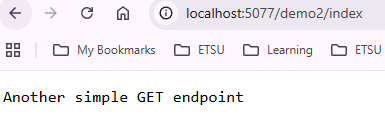 localhost:5077/demo2/index
My Bookmarks ETSU Learning ETSU
Another simple GET endpoint